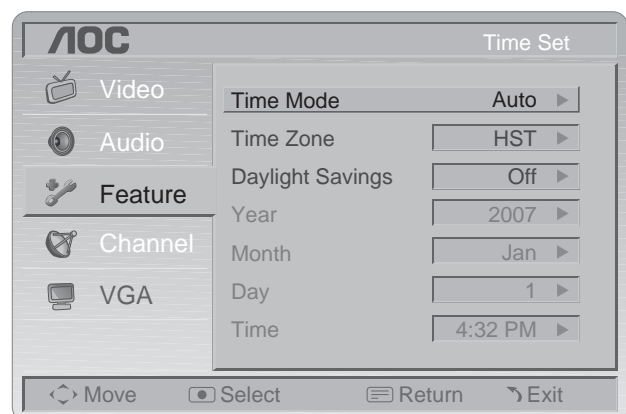 AOC
Time Set
Video
Audio
Feature
Channel
VGA
Time Mode Auto
Time Zone HST
Daylight Savings Off
Year 2007
Month Jan
Day 1
Time 4:32 PM
Move Select Return Exit